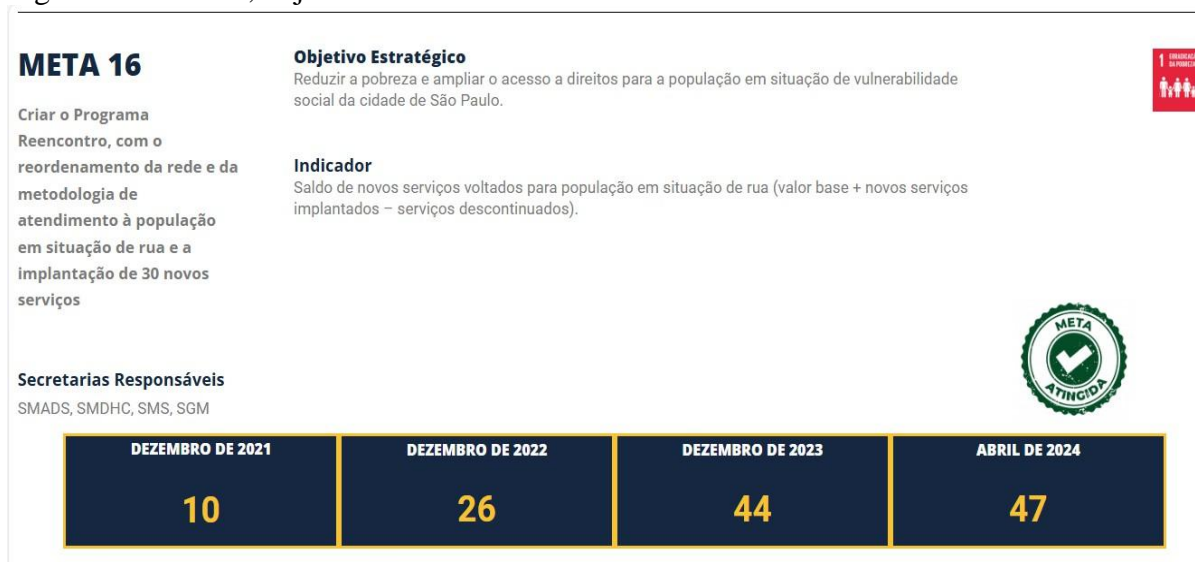 META 16
Criar o Programa
Reencontro, com o
reordenamento da rede e da
metodologia de
atendimento à população
em situação de rua e a
implantação de 30 novos
serviços
Objetivo Estratégico
Reduzir a pobreza e ampliar o acesso a direitos para a população em situação de vulnerabilidade
social da cidade de São Paulo.
1 ERRADICAÇÃO
DA POBREZA
Indicador
Saldo de novos serviços voltados para população em situação de rua (valor base + novos serviços
implantados – serviços descontinuados).
META
ATINGIDA
Secretarias Responsáveis
SMADS, SMDHC, SMS, SGM
DEZEMBRO DE 2021
DEZEMBRO DE 2022
DEZEMBRO DE 2023
ABRIL DE 2024
10
26
44
47